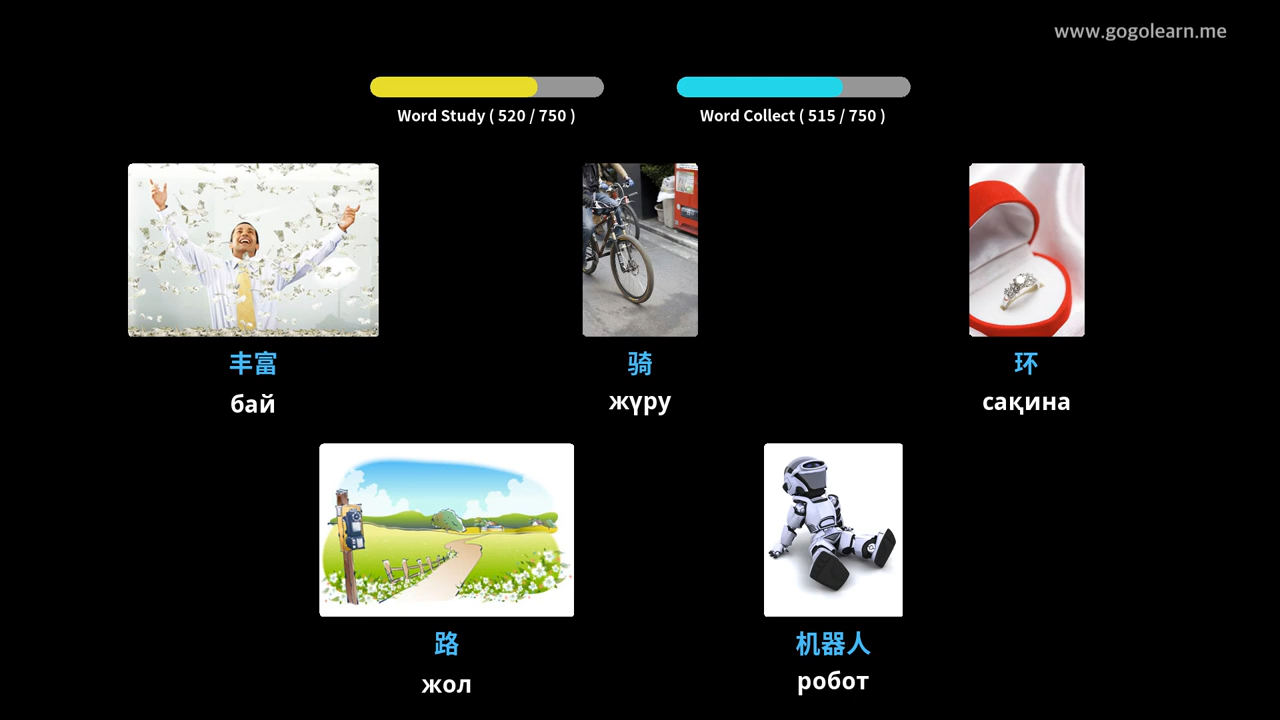 www.gogolearn.me
Word Study ( 520 / 750 )
Word Collect ( 515 / 750 )
丰富
бай
骑
жүру
环
сақина
路
жол
机器人
робот